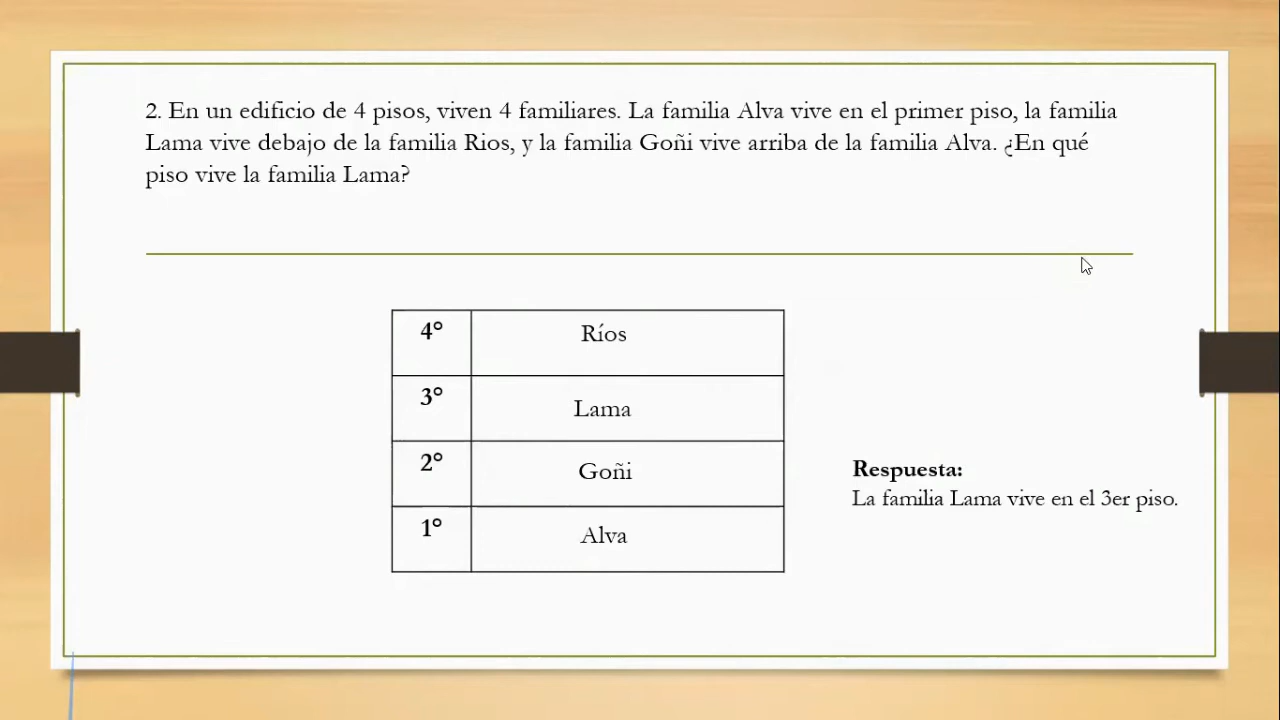 2. En un edificio de 4 pisos, viven 4 familiares. La familia Alva vive en el primer piso, la familia
Lama vive debajo de la familia Rios, y la familia Goñi vive arriba de la familia Alva. ¿En qué
piso vive la familia Lama?
4° Ríos
3° Lama
2° Goñi
1° Alva
Respuesta:
La familia Lama vive en el 3er piso.